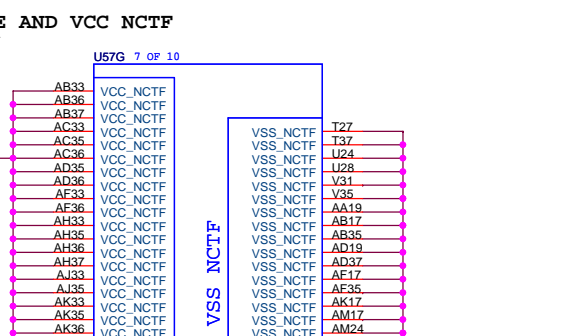 E AND VCC NCTF
U57G 7 OF 10
AB33 VCC_NCTF
AB36 VCC_NCTF
AB37 VCC_NCTF
AC33 VCC_NCTF VSS_NCTF T27
AC35 VCC_NCTF VSS_NCTF T37
AC36 VCC_NCTF VSS_NCTF U24
AD35 VCC_NCTF VSS_NCTF U28
AD36 VCC_NCTF VSS_NCTF V31
AF33 VCC_NCTF VSS_NCTF V35
AF36 VCC_NCTF VSS_NCTF AA19
AH33 VCC_NCTF VSS_NCTF AB17
AH35 VCC_NCTF VSS_NCTF AB35
AH36 VCC_NCTF VSS_NCTF AD19
AH37 VCC_NCTF VSS_NCTF AD37
AJ33 VCC_NCTF VSS_NCTF AF17
AJ35 VCC_NCTF VSS_NCTF AF35
AK33 VCC_NCTF VSS_NCTF AK17
AK35 VCC_NCTF VSS_NCTF AM17
AK36 VCC_NCTF VSS_NCTF AM24
VSS NCTF